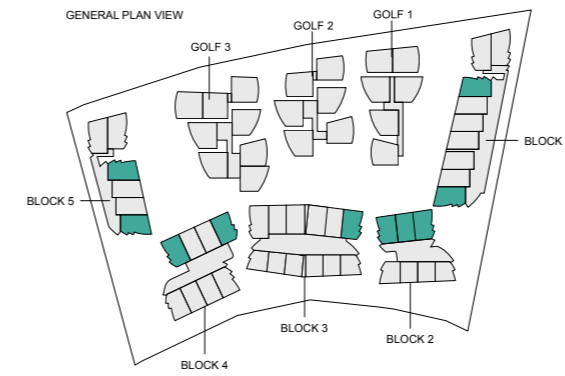 GENERAL PLAN VIEW
GOLF 1
GOLF 2
GOLF 3
BLOCK
BLOCK 5
BLOCK 3
BLOCK 2
BLOCK 4